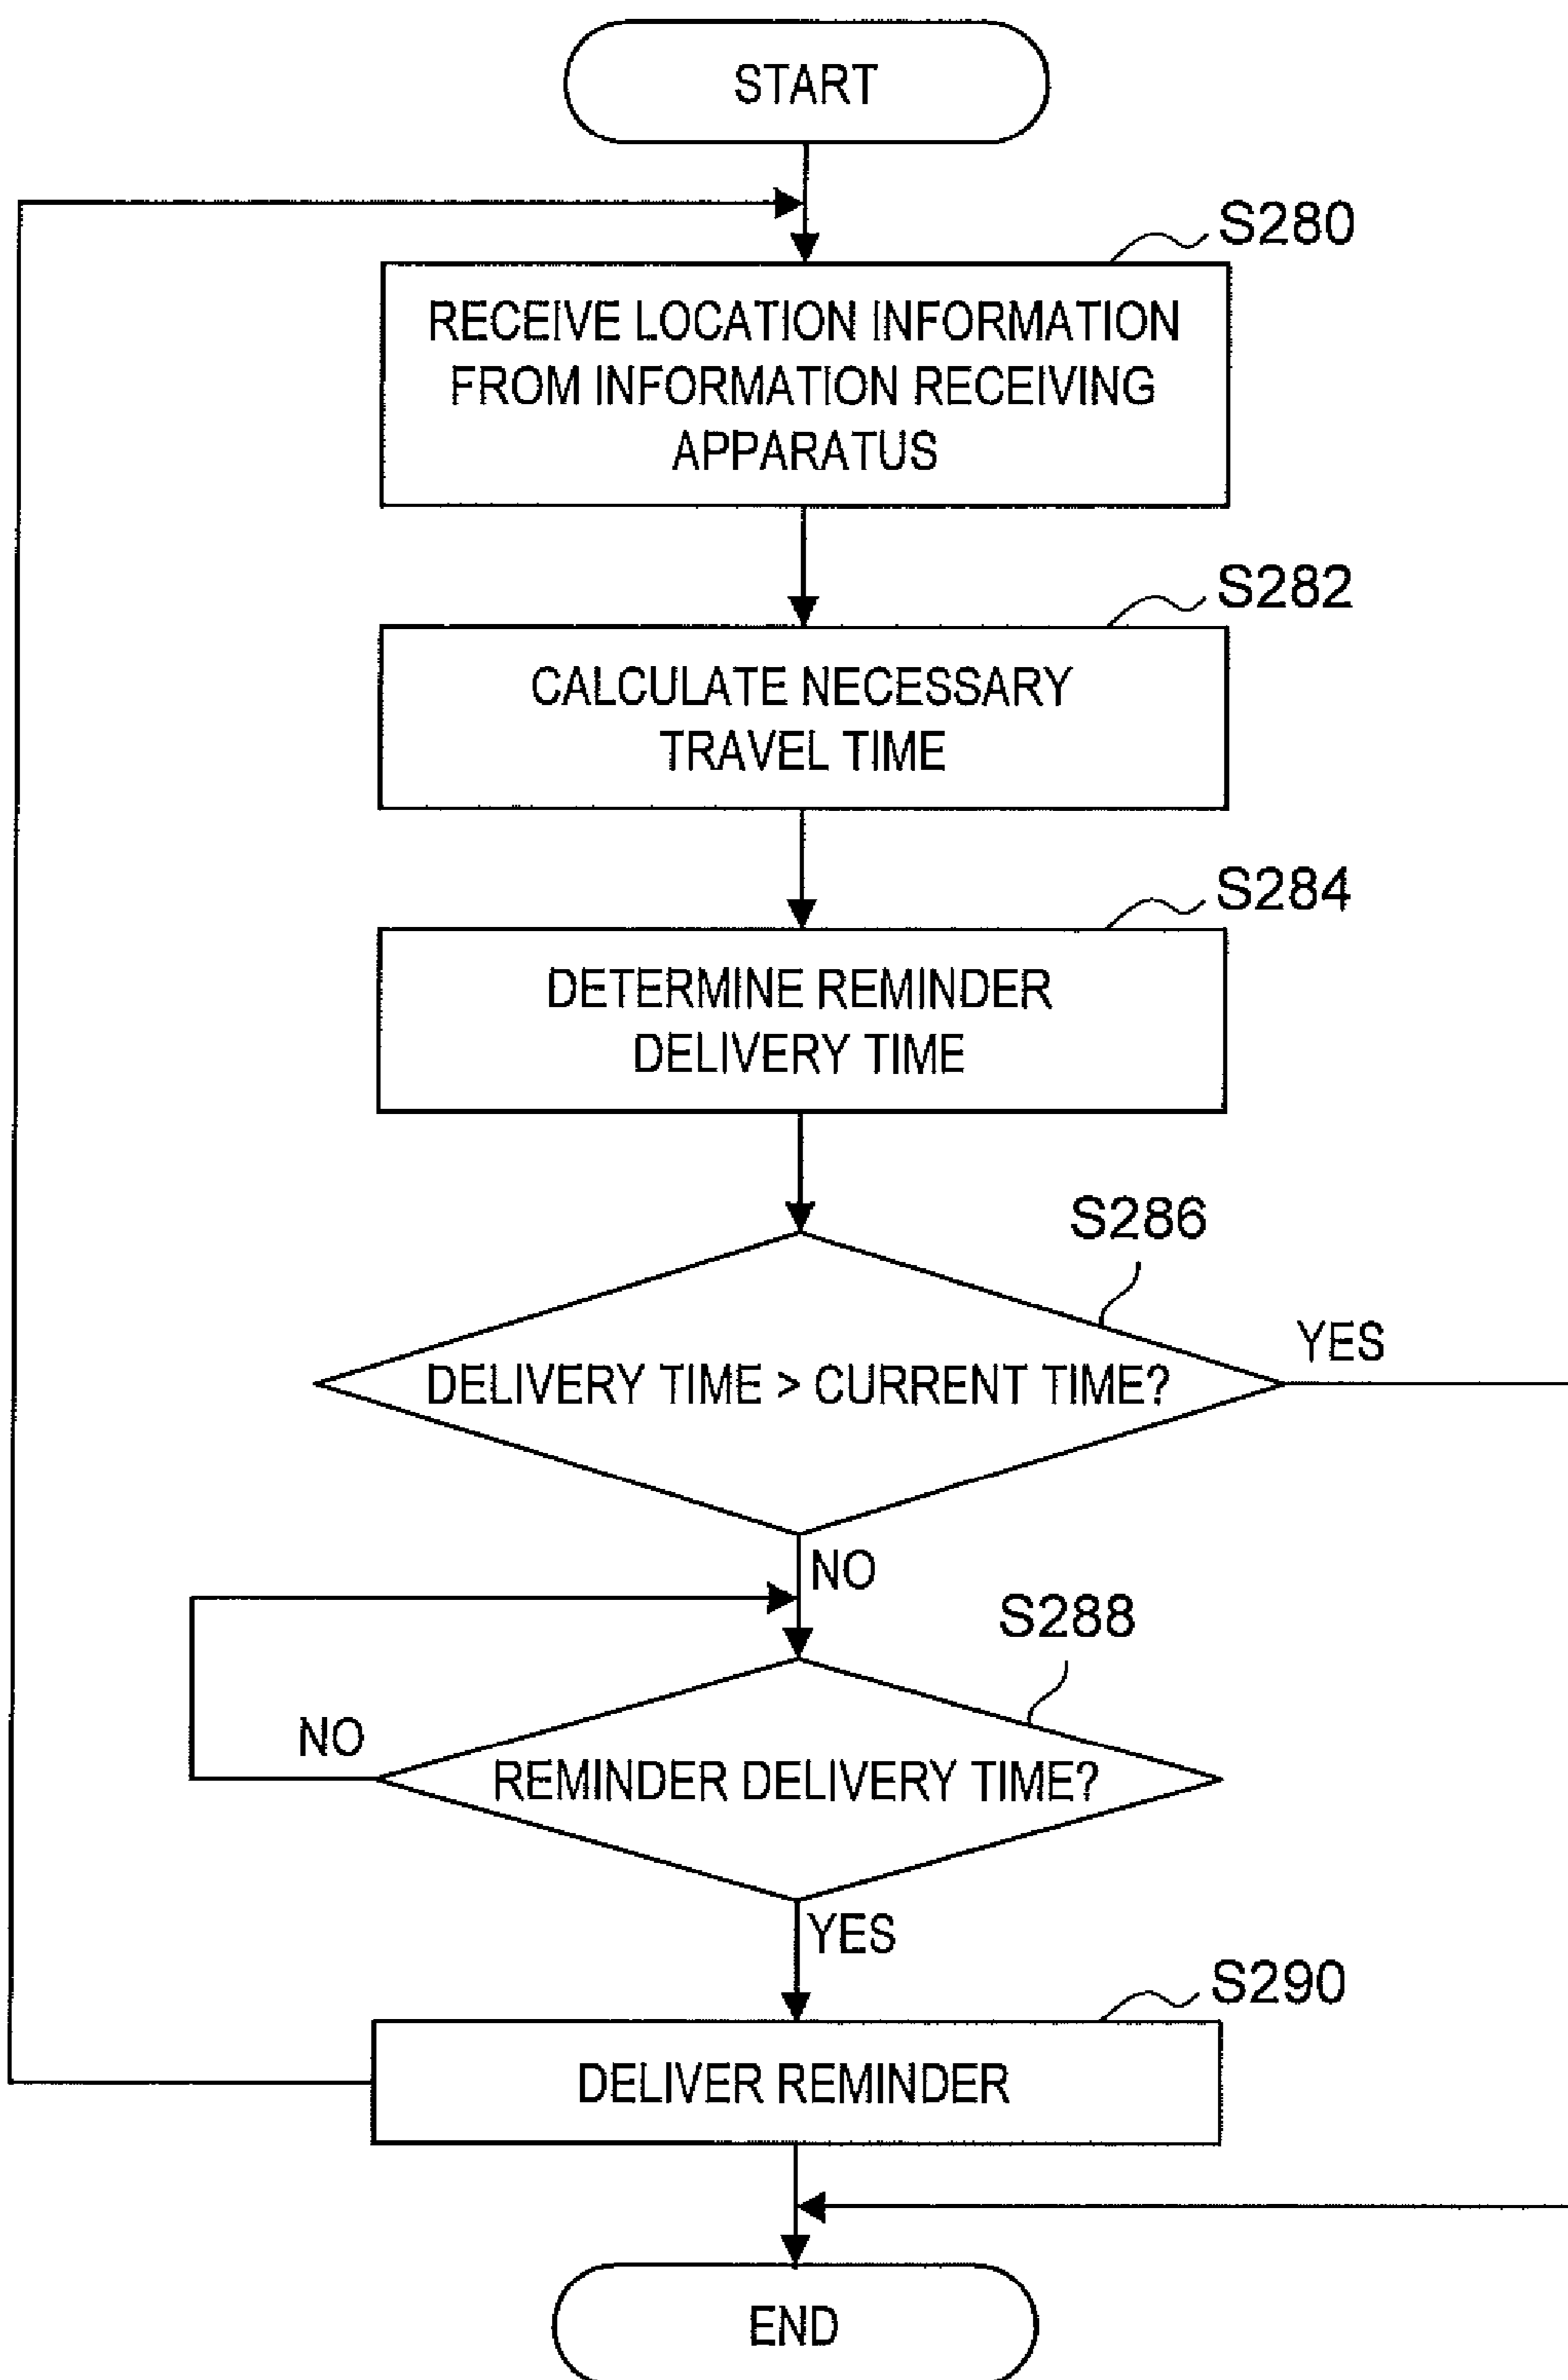 START
S280
RECEIVE LOCATION INFORMATION
FROM INFORMATION RECEIVING
APPARATUS
S282
CALCULATE NECESSARY
TRAVEL TIME
S284
DETERMINE REMINDER
DELIVERY TIME
S286
DELIVERY TIME > CURRENT TIME?
YES
NO
S288
NO
REMINDER DELIVERY TIME?
YES
S290
DELIVER REMINDER
END